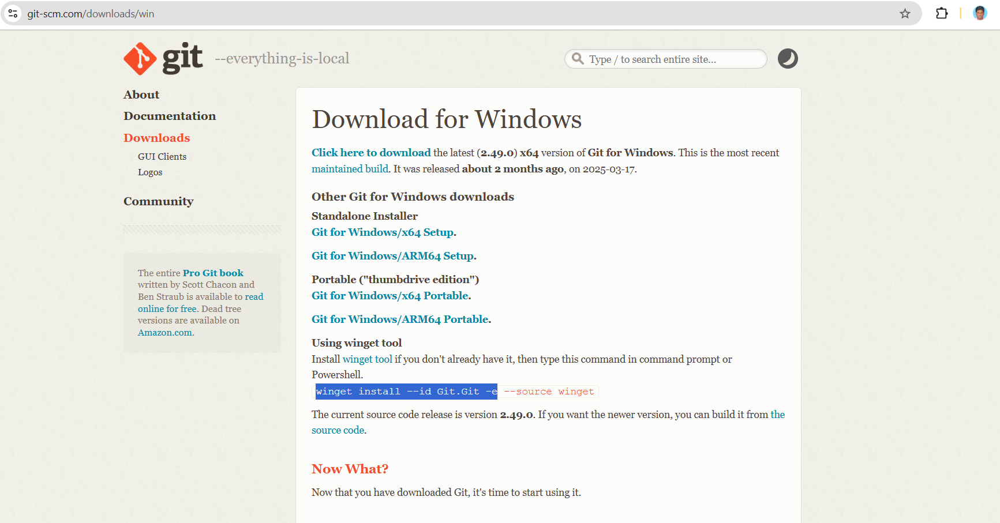 git-scm.com/downloads/win
git --everything-is-local
Type / to search entire site...
About
Documentation
Downloads
GUI Clients
Logos
Community
The entire Pro Git book
written by Scott Chacon and
Ben Straub is available to read
online for free. Dead tree
versions are available on
Amazon.com.
Download for Windows
Click here to download the latest (2.49.0) x64 version of Git for Windows. This is the most recent
maintained build. It was released about 2 months ago, on 2025-03-17.
Other Git for Windows downloads
Standalone Installer
Git for Windows/x64 Setup.
Git for Windows/ARM64 Setup.
Portable ("thumbdrive edition")
Git for Windows/x64 Portable.
Git for Windows/ARM64 Portable.
Using winget tool
Install winget tool if you don't already have it, then type this command in command prompt or
Powershell.
winget install --id Git.Git -e --source winget
The current source code release is version 2.49.0. If you want the newer version, you can build it from the
source code.
Now What?
Now that you have downloaded Git, it's time to start using it.